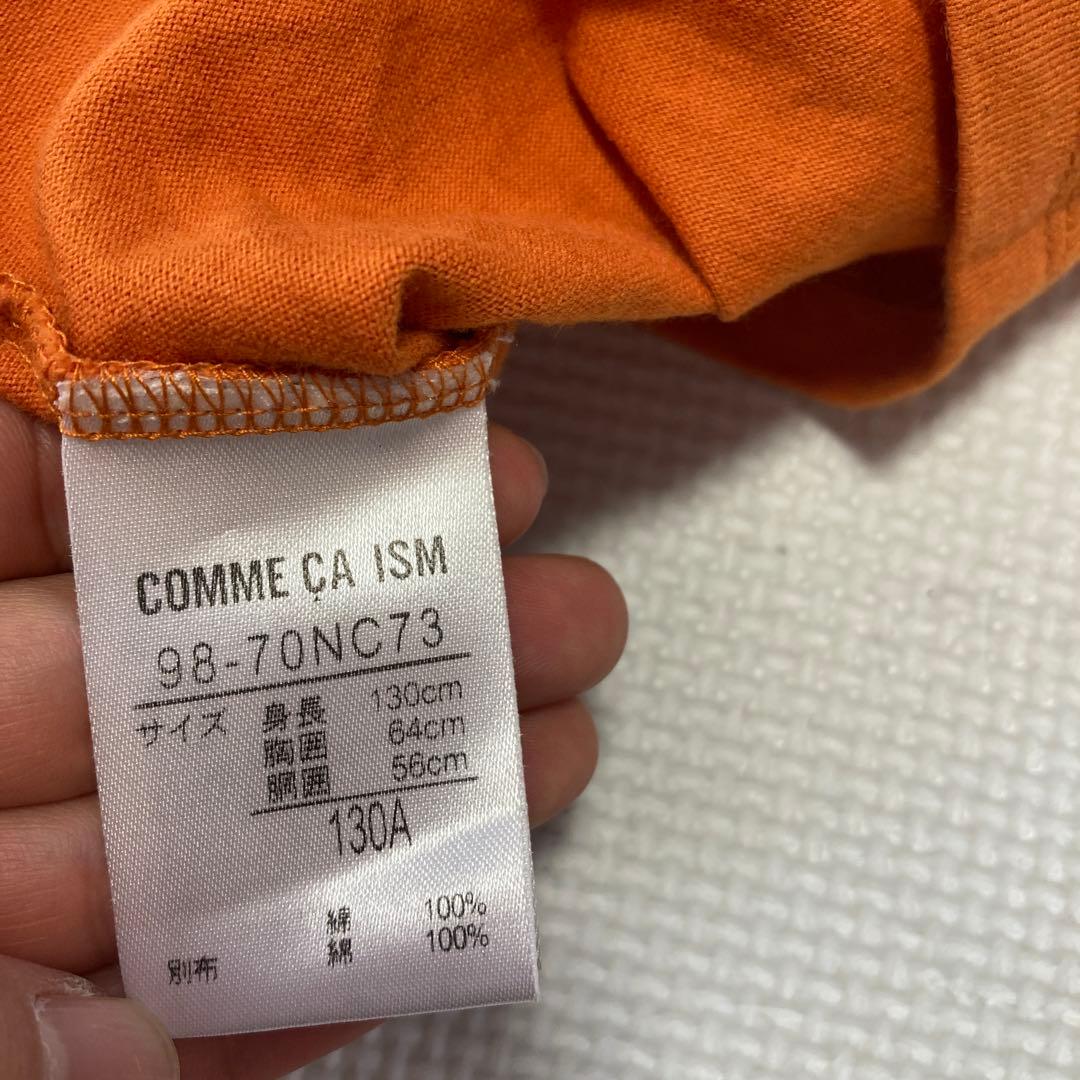 COMME ÇA ISM
98-70NC73
サイズ 身長 130cm
胸囲 64cm
胴囲 56cm
130A
綿 100%
別布 綿 100%